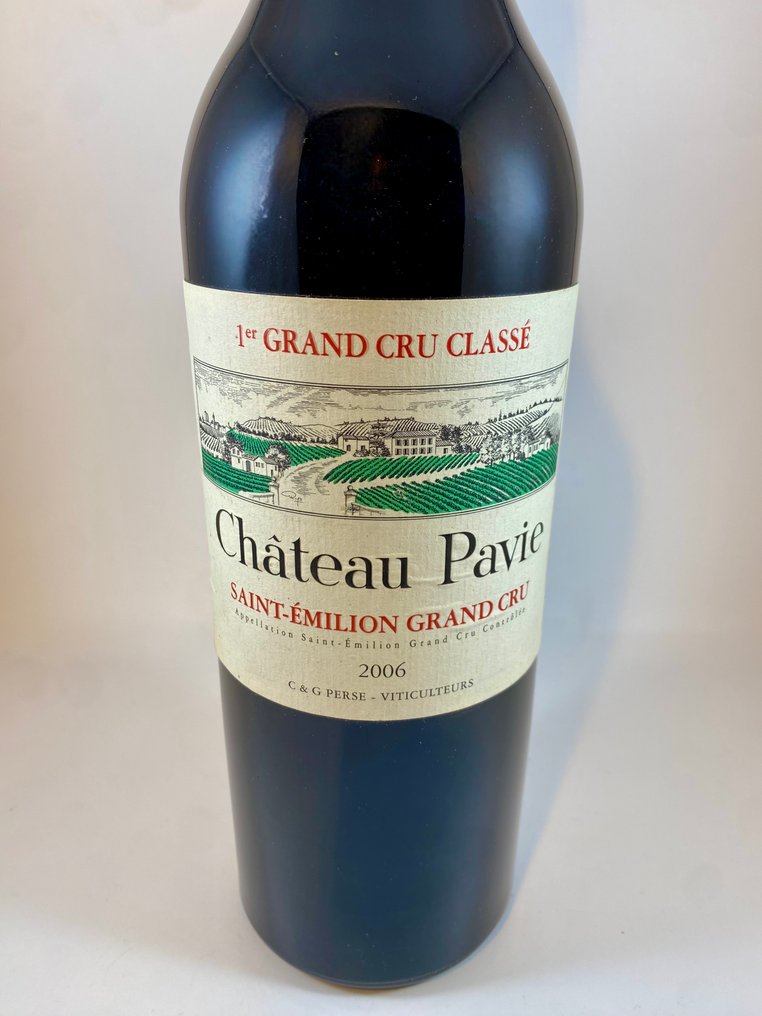 1er GRAND CRU CLASSÉ
Château Pavie
SAINT-ÉMILION GRAND CRU
Appellation Saint-Émilion Grand Cru Contrôlée
2006
C & G PERSE - VITICULTEURS